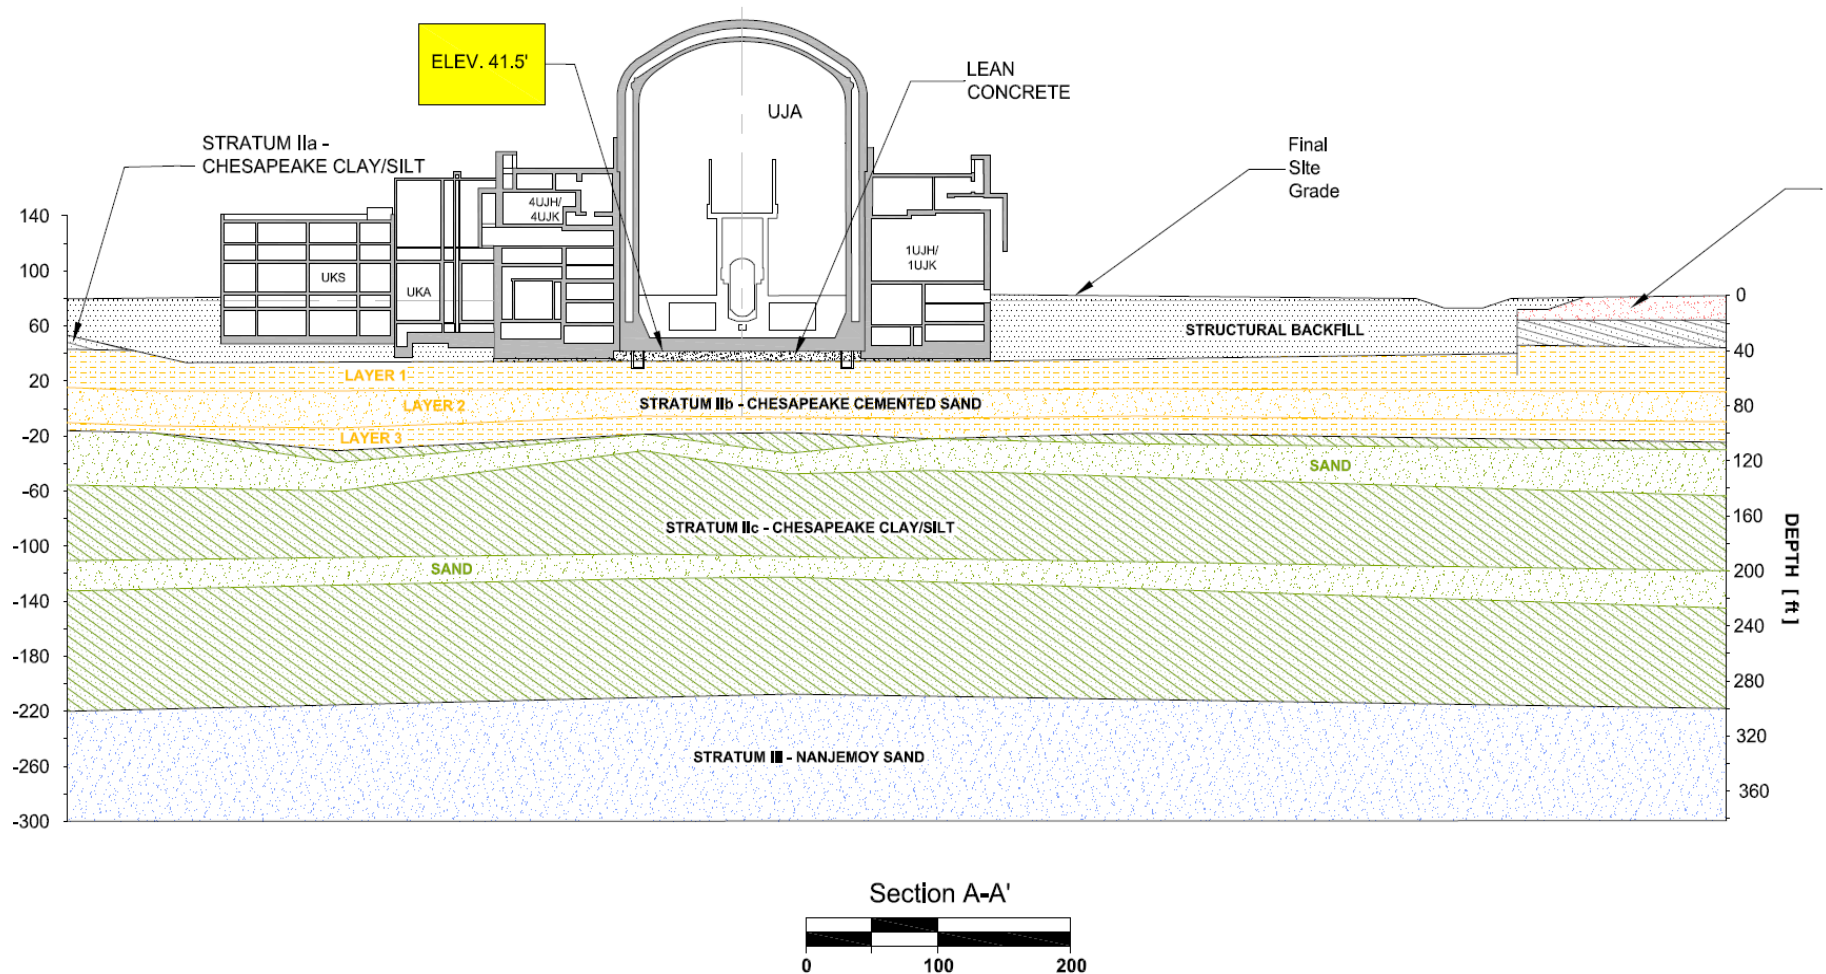 ELEV. 41.5'
LEAN
CONCRETE
UJA
STRATUM IIa -
CHESAPEAKE CLAY/SILT
Final
SIte
Grade
4UJH/
4UJK
1UJH/
1UJK
UKS
UKA
140
100
60
20
-20
-60
-100
-140
-180
-220
-260
-300
0
40
80
120
160
200
240
280
320
360
DEPTH [ ft ]
STRUCTURAL BACKFILL
LAYER 1
LAYER 2
STRATUM IIb - CHESAPEAKE CEMENTED SAND
LAYER 3
SAND
STRATUM IIc - CHESAPEAKE CLAY/SILT
SAND
STRATUM III - NANJEMOY SAND
Section A-A'
0 100 200